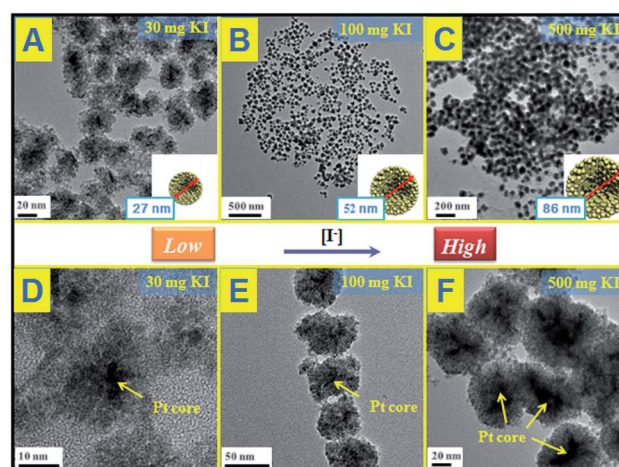 A
30 mg KI
20 nm
27 nm
B
100 mg KI
500 nm
52 nm
C
500 mg KI
200 nm
86 nm
Low
[I-]
High
D
30 mg KI
Pt core
10 nm
E
100 mg KI
Pt core
50 nm
F
500 mg KI
Pt core
20 nm